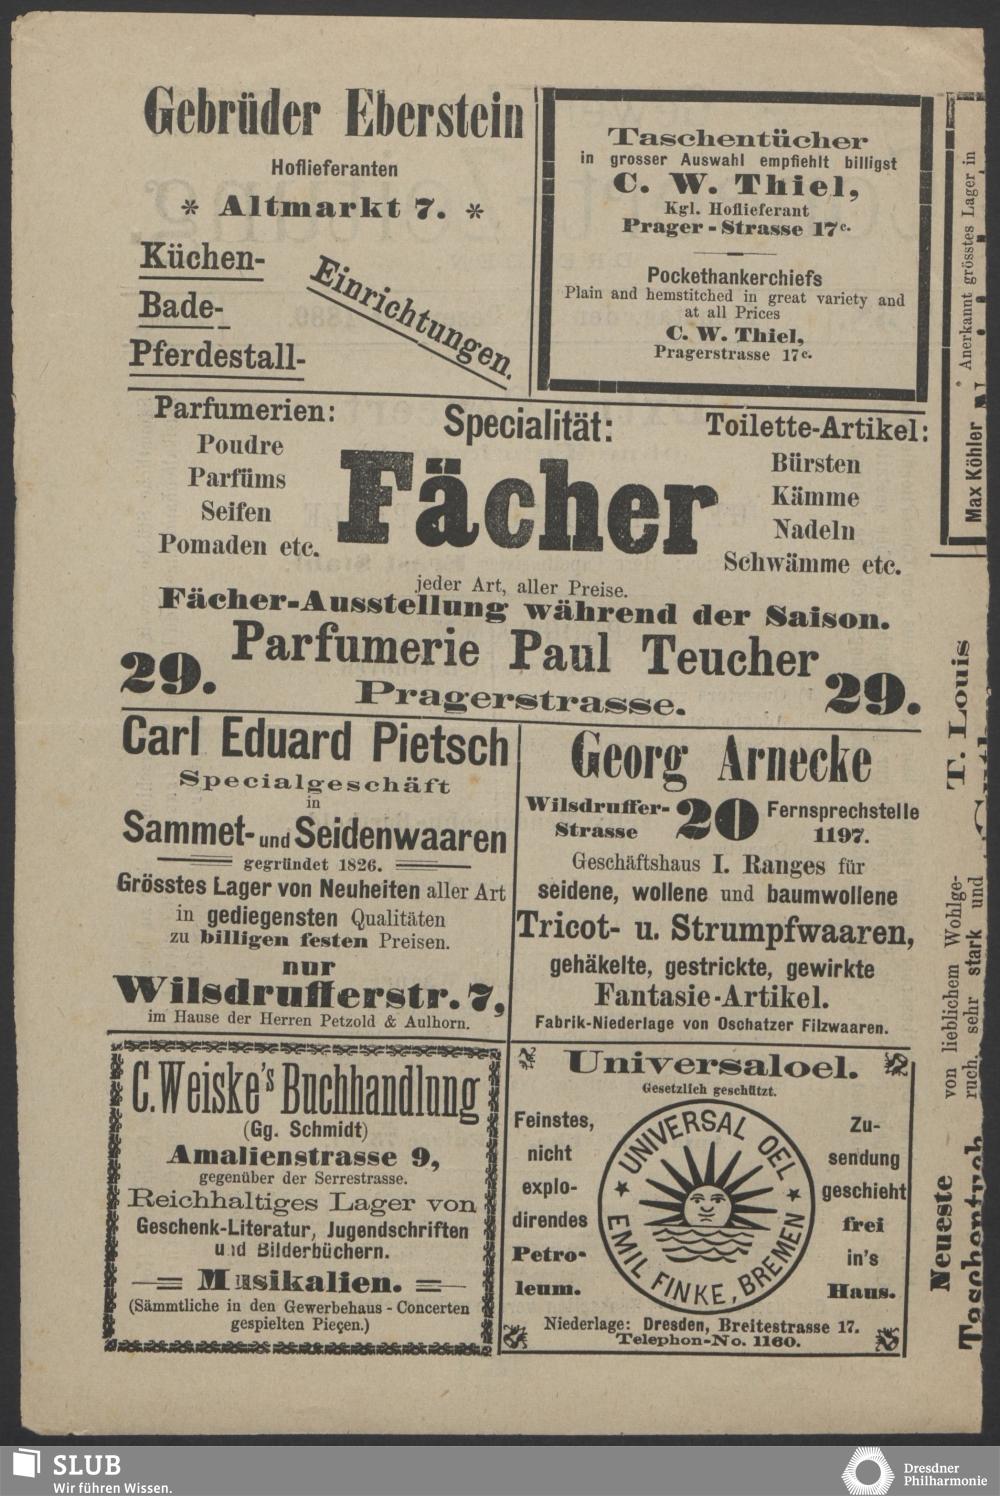 Gebrüder Eberstein
Hoflieferanten
* Altmarkt 7. *
Küchen-
Bade-
Pferdestall-
Einrichtungen.
Taschentücher
in grosser Auswahl empfiehlt billigst
C. W. Thiel,
Kgl. Hoflieferant
Prager-Strasse 17c.
Pockethankerchiefs
Plain and hemstitched in great variety and
at all Prices
C. W. Thiel,
Pragerstrasse 17c.
Anerkannt grösstes Lager in
Max Köhler
Parfumerien:
Poudre
Parfüms
Seifen
Pomaden etc.
Specialität:
Fächer
Toilette-Artikel:
Bürsten
Kämme
Nadeln
Schwämme etc.
jeder Art, aller Preise.
Fächer-Ausstellung während der Saison.
29. Parfumerie Paul Teucher 29.
Pragerstrasse.
Carl Eduard Pietsch
Specialgeschäft
in
Sammet- und Seidenwaaren
gegründet 1826.
Grösstes Lager von Neuheiten aller Art
in gediegensten Qualitäten
zu billigen festen Preisen.
nur
Wilsdrufferstr. 7,
im Hause der Herren Petzold & Aulhorn.
Georg Arnecke
Wilsdruffer-
Strasse
20
Fernsprechstelle
1197.
Geschäftshaus I. Ranges für
seidene, wollene und baumwollene
Tricot- u. Strumpfwaaren,
gehäkelte, gestrickte, gewirkte
Fantasie-Artikel.
Fabrik-Niederlage von Oschatzer Filzwaaren.
C. Weiske's Buchhandlung
(Gg. Schmidt)
Amalienstrasse 9,
gegenüber der Serrestrasse.
Reichhaltiges Lager von
Geschenk-Literatur, Jugendschriften
und Bilderbüchern.
Musikalien.
(Sämmtliche in den Gewerbehaus-Concerten
gespielten Pieçen.)
Universaloel.
Gesetzlich geschützt.
Feinstes,
nicht
explo-
direndes
Petro-
leum.
UNIVERSAL OEL
EMIL FINKE, BREMEN
Zu-
sendung
geschieht
frei
in's
Haus.
Niederlage: Dresden, Breitestrasse 17.
Telephon-No. 1160.
T. Louis
von lieblichem Wohlge-
ruch, sehr stark und
Neueste
SLUB
Wir führen Wissen.
Dresdner
Philharmonie